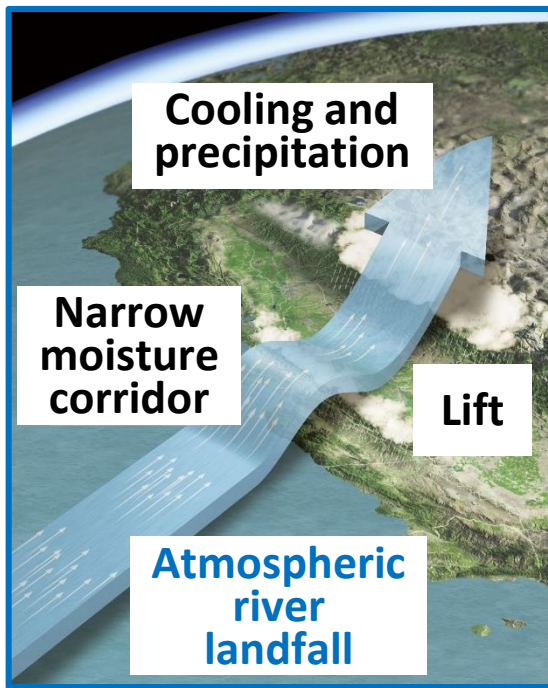 Cooling and
precipitation
Narrow
moisture
corridor
Lift
Atmospheric
river
landfall